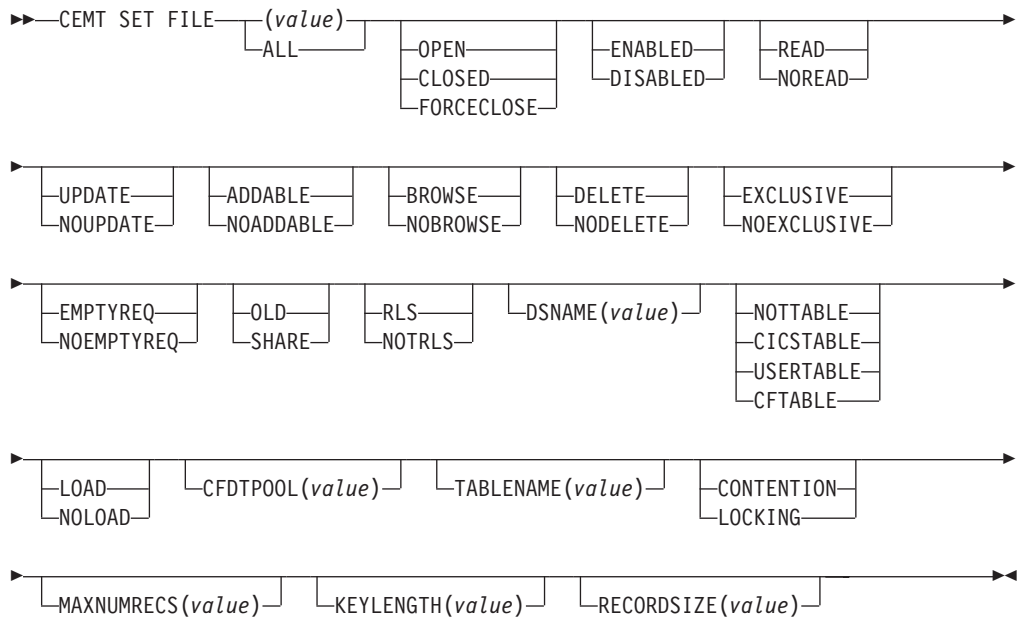 CEMT SET FILE (value) OPEN ENABLED READ
ALL CLOSED DISABLED NOREAD
FORCECLOSE
UPDATE ADDABLE BROWSE DELETE EXCLUSIVE
NOUPDATE NOADDABLE NOBROWSE NODELETE NOEXCLUSIVE
EMPTYREQ OLD RLS DSNAME(value) NOTTABLE
NOEMPTYREQ SHARE NOTRLS CICSTABLE
USERTABLE
CFTABLE
LOAD CFDTPOOL(value) TABLENAME(value) CONTENTION
NOLOAD LOCKING
MAXNUMRECS(value) KEYLENGTH(value) RECORDSIZE(value)